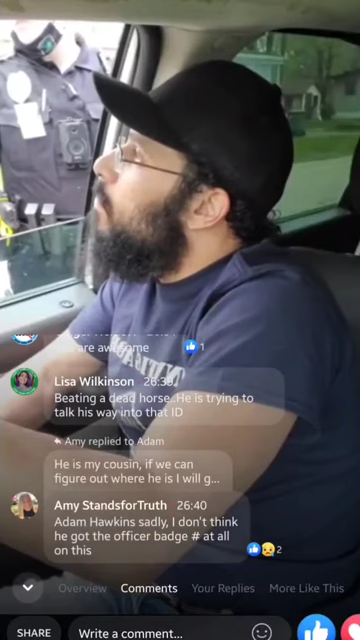 are awesome
1
Lisa Wilkinson 26:39
Beating a dead horse..He is trying to
talk his way into that ID
Amy replied to Adam
He is my cousin, if we can
figure out where he is I will g...
Amy StandsforTruth 26:40
Adam Hawkins sadly, I don't think
he got the officer badge # at all
on this
2
Overview Comments Your Replies More Like This
SHARE Write a comment...